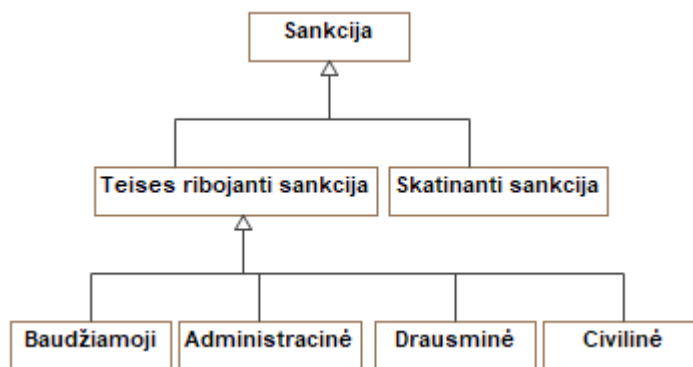 Sankcija
Teises ribojanti sankcija
Skatinanti sankcija
Baudžiamoji
Administracinė
Drausminė
Civilinė